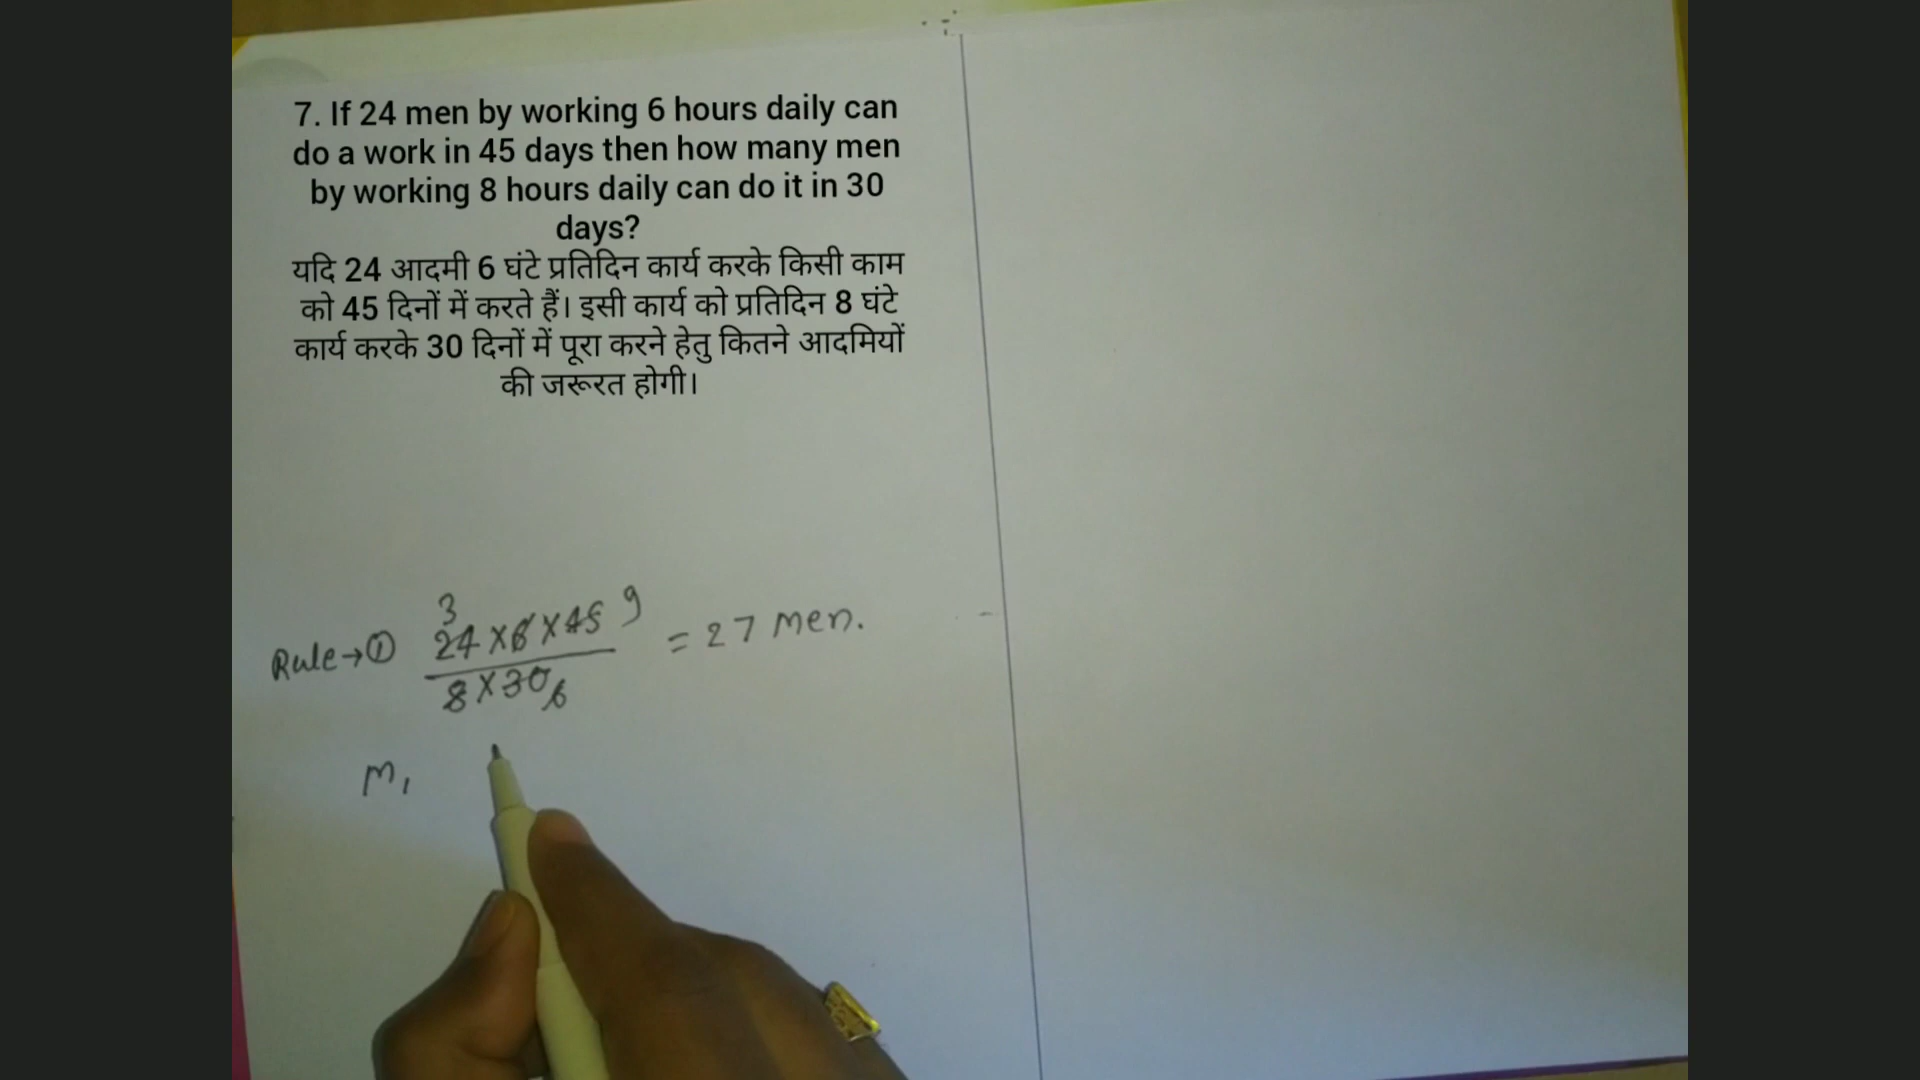 7. If 24 men by working 6 hours daily can
do a work in 45 days then how many men
by working 8 hours daily can do it in 30
days?
यदि 24 आदमी 6 घंटे प्रतिदिन कार्य करके किसी काम
को 45 दिनों में करते हैं। इसी कार्य को प्रतिदिन 8 घंटे
कार्य करके 30 दिनों में पूरा करने हेतु कितने आदमियों
की जरूरत होगी।
3 9
Rule→① 24×6×45 = 27 men.
8×30 6
M₁